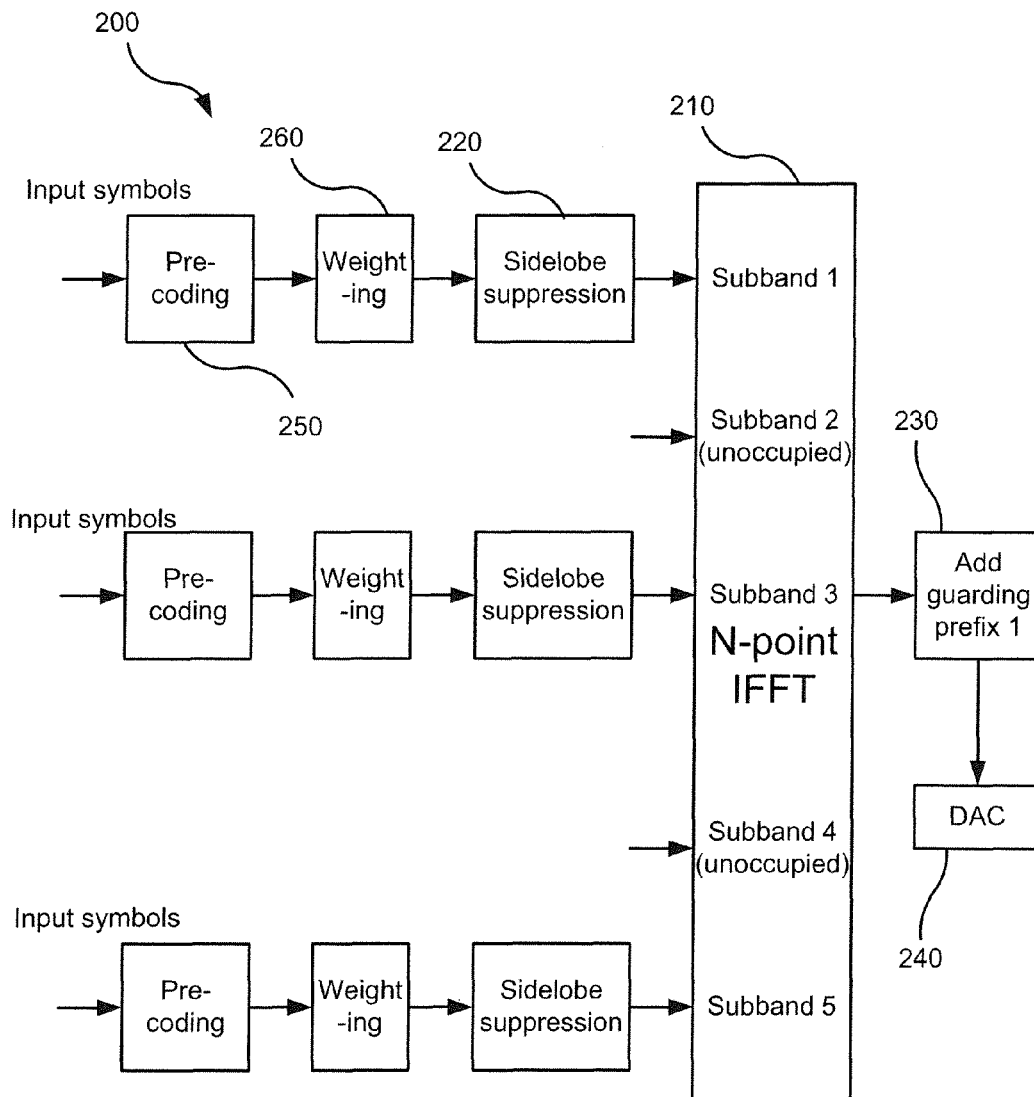 200
260
220
210
Input symbols
Pre-
coding
Weight
-ing
Sidelobe
suppression
Subband 1
250
Subband 2
(unoccupied)
230
Input symbols
Pre-
coding
Weight
-ing
Sidelobe
suppression
Subband 3
N-point
IFFT
Add
guarding
prefix 1
Subband 4
(unoccupied)
DAC
240
Input symbols
Pre-
coding
Weight
-ing
Sidelobe
suppression
Subband 5